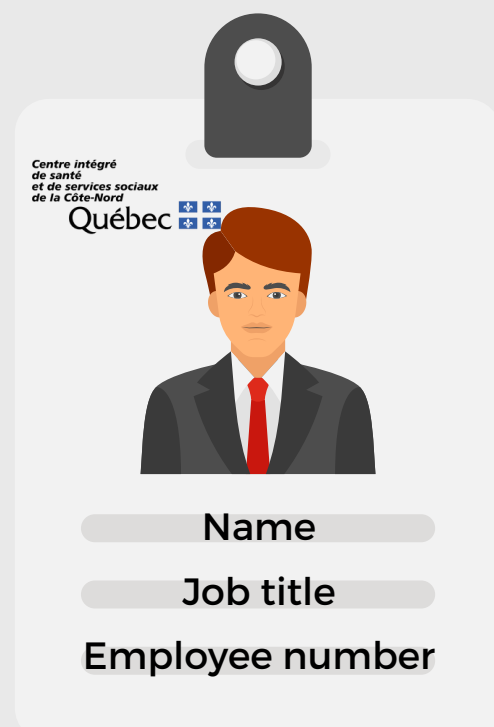 Centre intégré
de santé
et de services sociaux
de la Côte-Nord
Québec
Name
Job title
Employee number